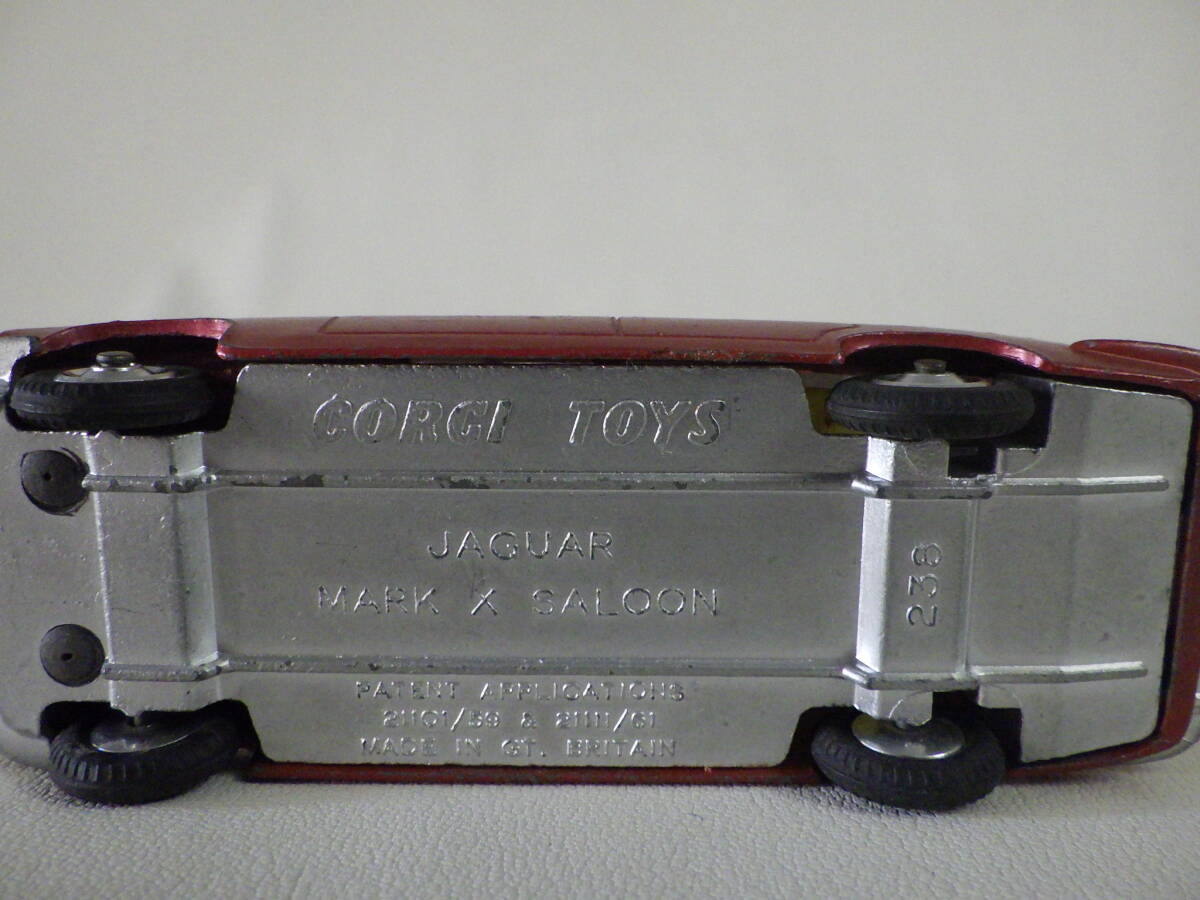 CORGI TOYS
JAGUAR
MARK X SALOON
238
PATENT APPLICATIONS
21101/59 & 21111/61
MADE IN GT. BRITAIN